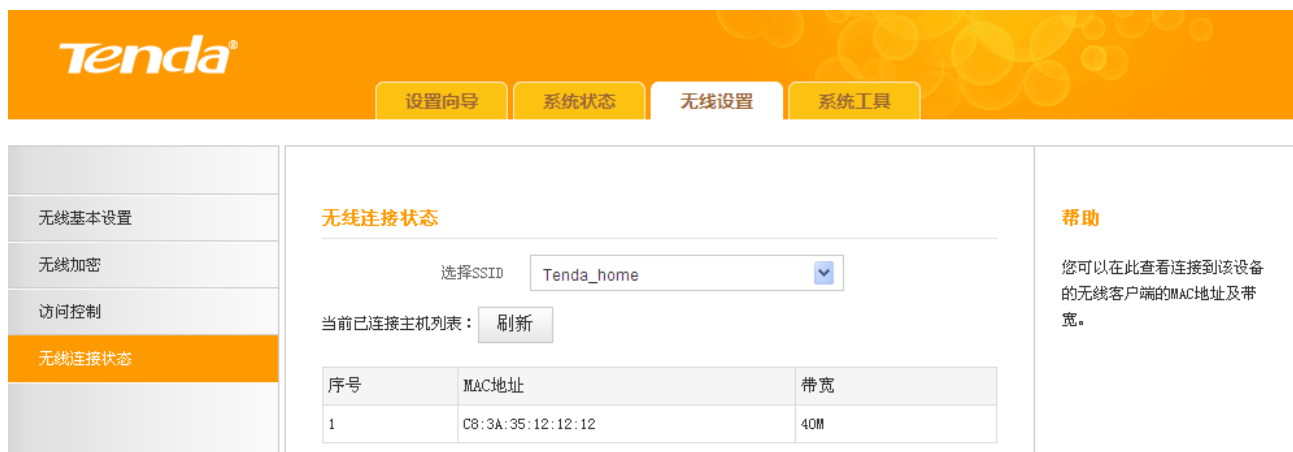 Tenda®
设置向导 系统状态 无线设置 系统工具
无线基本设置
无线加密
访问控制
无线连接状态
无线连接状态
选择SSID Tenda_home
当前已连接主机列表： 刷新
序号 MAC地址 带宽
1 C8:3A:35:12:12:12 40M
帮助
您可以在此查看连接到该设备
的无线客户端的MAC地址及带
宽。